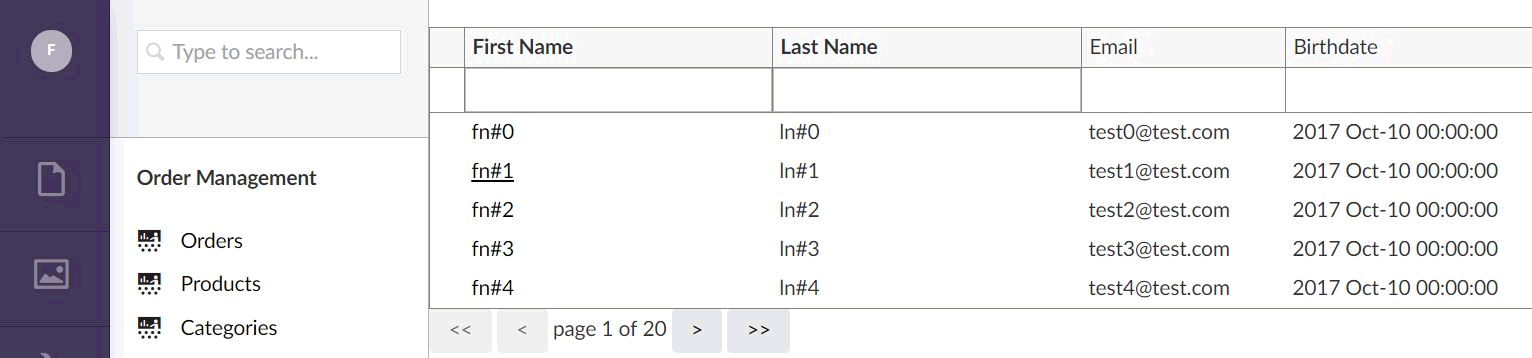 F
Type to search...
Order Management
Orders
Products
Categories
First Name Last Name Email Birthdate
fn#0 ln#0 test0@test.com 2017 Oct-10 00:00:00
fn#1 ln#1 test1@test.com 2017 Oct-10 00:00:00
fn#2 ln#2 test2@test.com 2017 Oct-10 00:00:00
fn#3 ln#3 test3@test.com 2017 Oct-10 00:00:00
fn#4 ln#4 test4@test.com 2017 Oct-10 00:00:00
<< < page 1 of 20 > >>